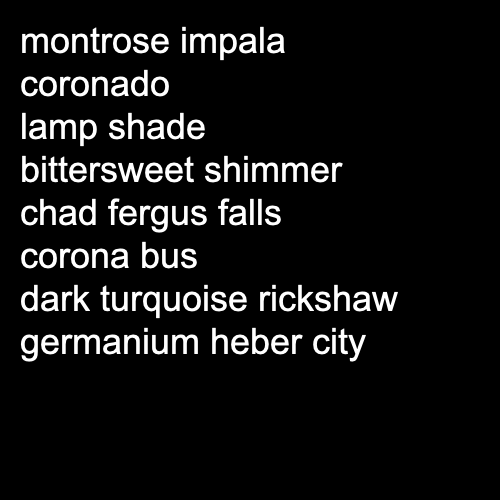 montrose impala
coronado
lamp shade
bittersweet shimmer
chad fergus falls
corona bus
dark turquoise rickshaw
germanium heber city